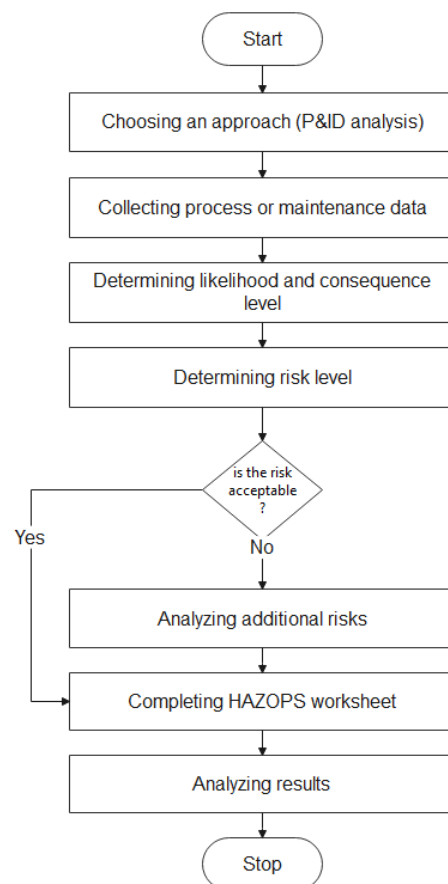 Start
Choosing an approach (P&ID analysis)
Collecting process or maintenance data
Determining likelihood and consequence
level
Determining risk level
is the risk
acceptable
?
Yes
No
Analyzing additional risks
Completing HAZOPS worksheet
Analyzing results
Stop